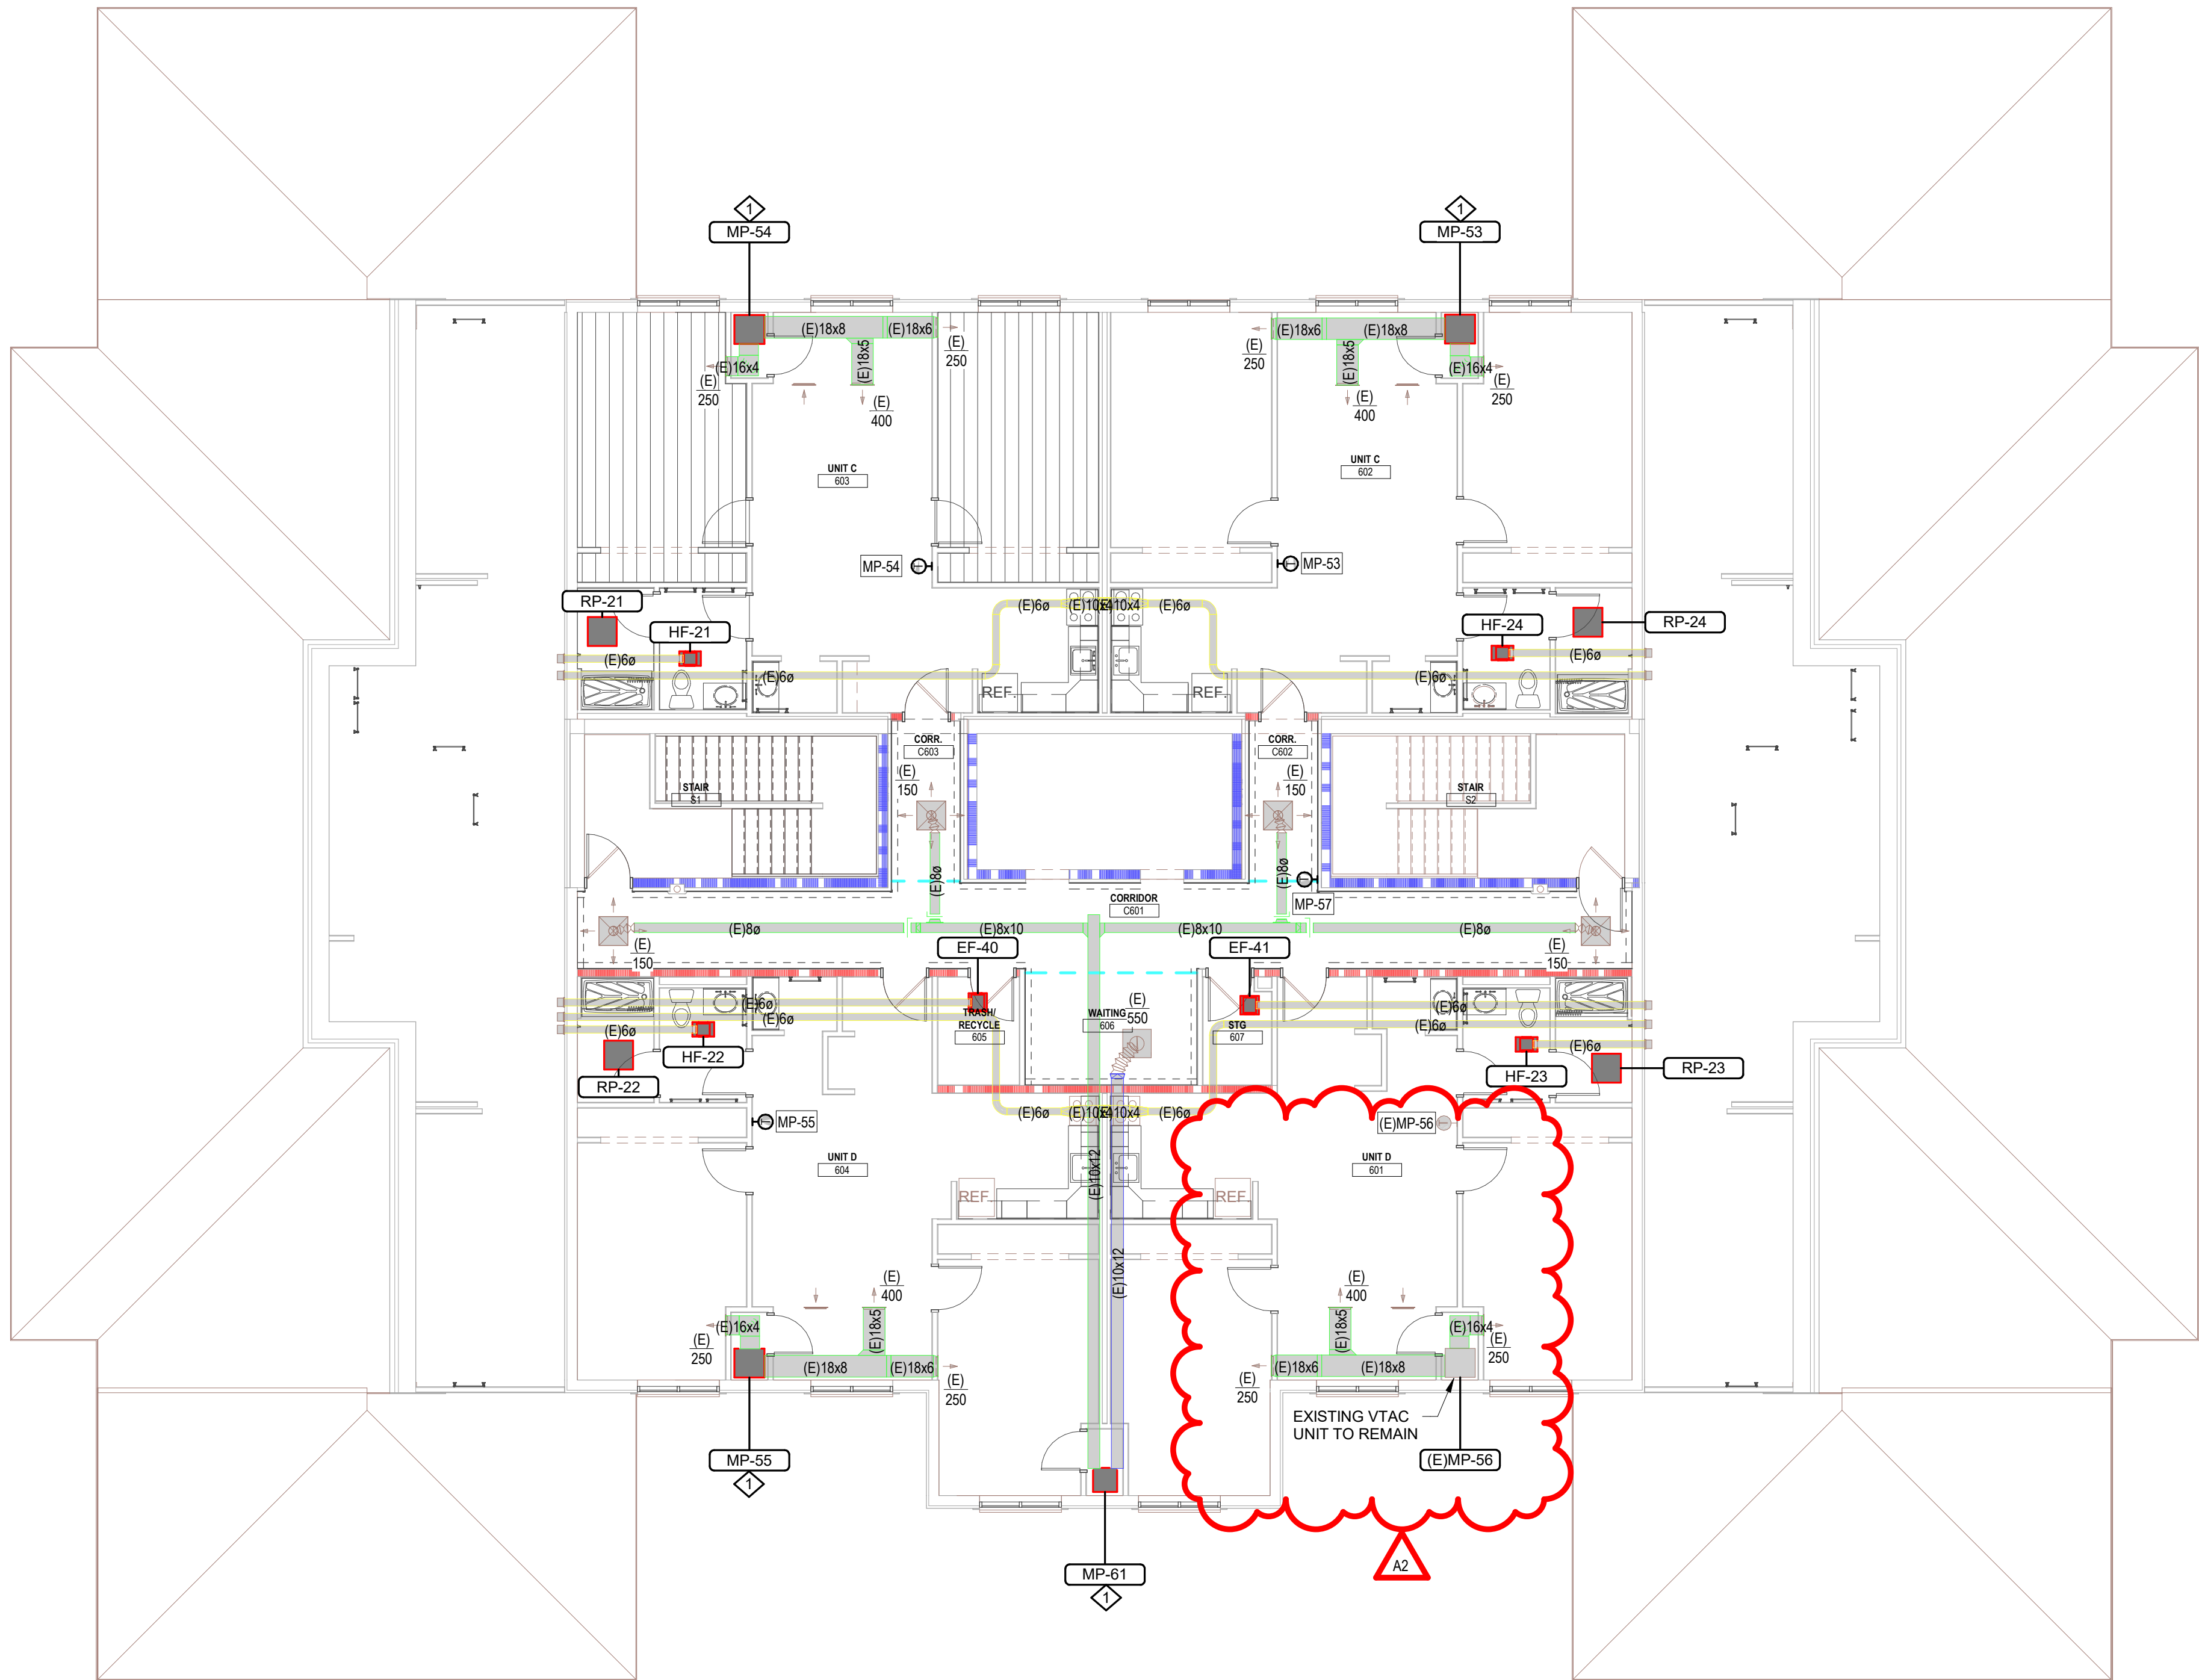 1
MP-54
1
MP-53
(E)18x8
(E)18x6
(E)
250
(E)18x5
(E)16x4
(E)
250
(E)
400
(E)18x6
(E)18x8
(E)
250
(E)18x5
(E)16x4
(E)
250
(E)
400
UNIT C
603
UNIT C
602
MP-54
MP-53
RP-21
HF-21
(E)6ø
(E)10x4
(E)10x4
(E)6ø
HF-24
RP-24
(E)6ø
(E)6ø
(E)6ø
(E)6ø
REF.
REF.
CORR.
C603
CORR.
C602
(E)
150
(E)
150
STAIR
S1
STAIR
S2
(E)8ø
(E)8ø
CORRIDOR
C601
MP-57
(E)8ø
(E)8x10
(E)8x10
(E)8ø
(E)
150
EF-40
EF-41
(E)
150
(E)6ø
(E)6ø
(E)6ø
TRASH/
RECYCLE
605
WAITING
606
(E)
550
STG
607
(E)6ø
(E)6ø
(E)6ø
HF-22
RP-22
HF-23
RP-23
(E)6ø
(E)10x4
(E)10x4
(E)6ø
MP-55
(E)MP-56
UNIT D
604
UNIT D
601
(E)10x12
REF.
REF.
(E)10x12
(E)
400
(E)18x5
(E)16x4
(E)
250
(E)18x8
(E)18x6
(E)
250
(E)
400
(E)18x5
(E)16x4
(E)
250
(E)18x6
(E)18x8
(E)
250
EXISTING VTAC
UNIT TO REMAIN
MP-55
1
(E)MP-56
MP-61
1
A2